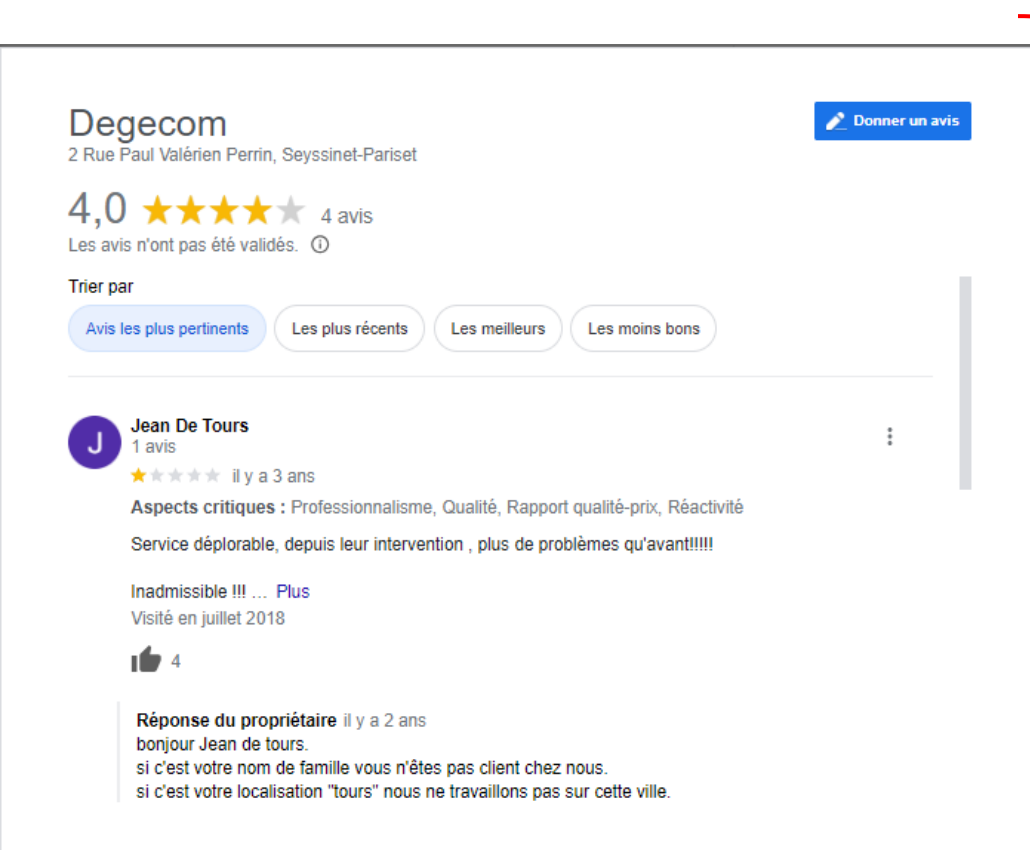 Degecom
Donner un avis
2 Rue Paul Valérien Perrin, Seyssinet-Pariset
4,0
4 avis
Les avis n'ont pas été validés.
Trier par
Avis les plus pertinents
Les plus récents
Les meilleurs
Les moins bons
J
Jean De Tours
1 avis
il y a 3 ans
Aspects critiques : Professionnalisme, Qualité, Rapport qualité-prix, Réactivité
Service déplorable, depuis leur intervention , plus de problèmes qu'avant!!!!!
Inadmissible !!! ... Plus
Visité en juillet 2018
4
Réponse du propriétaire il y a 2 ans
bonjour Jean de tours.
si c'est votre nom de famille vous n'êtes pas client chez nous.
si c'est votre localisation "tours" nous ne travaillons pas sur cette ville.